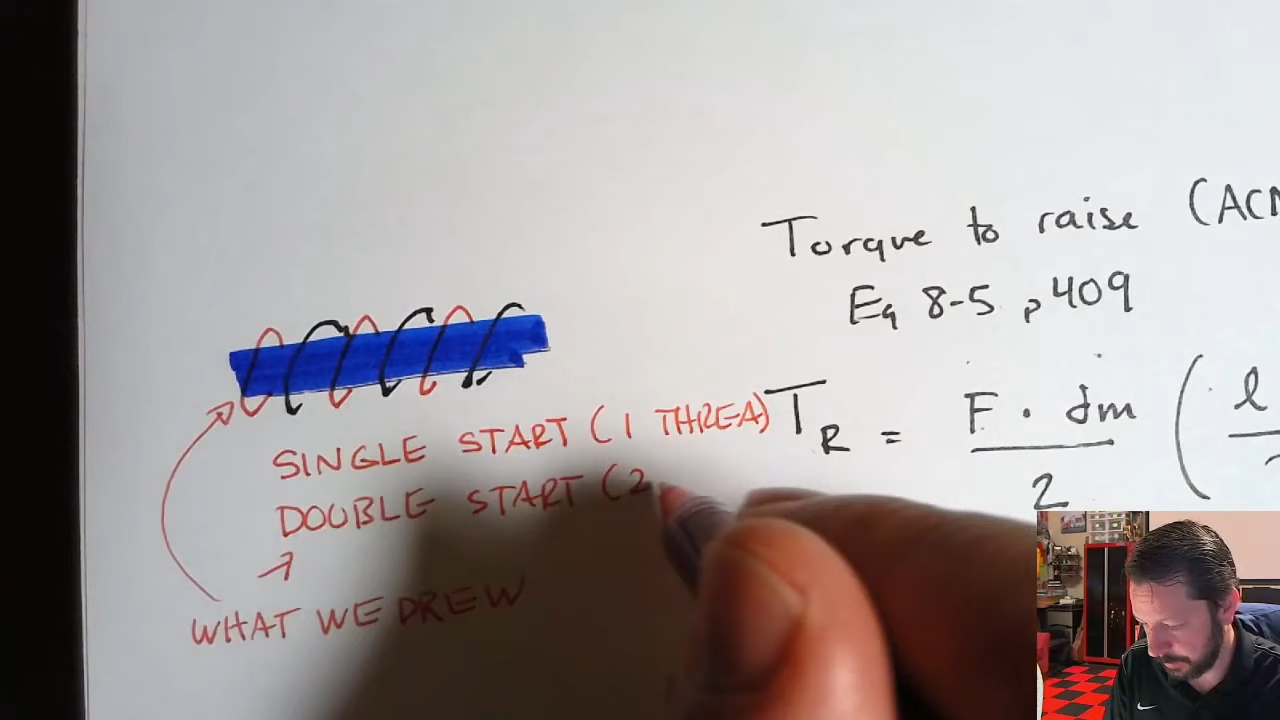 Torque to raise (ACM
Eq 8-5 , p409
T_R = F · dm / 2 ( l
SINGLE START (1 THREA)
DOUBLE START (2
WHAT WE DREW